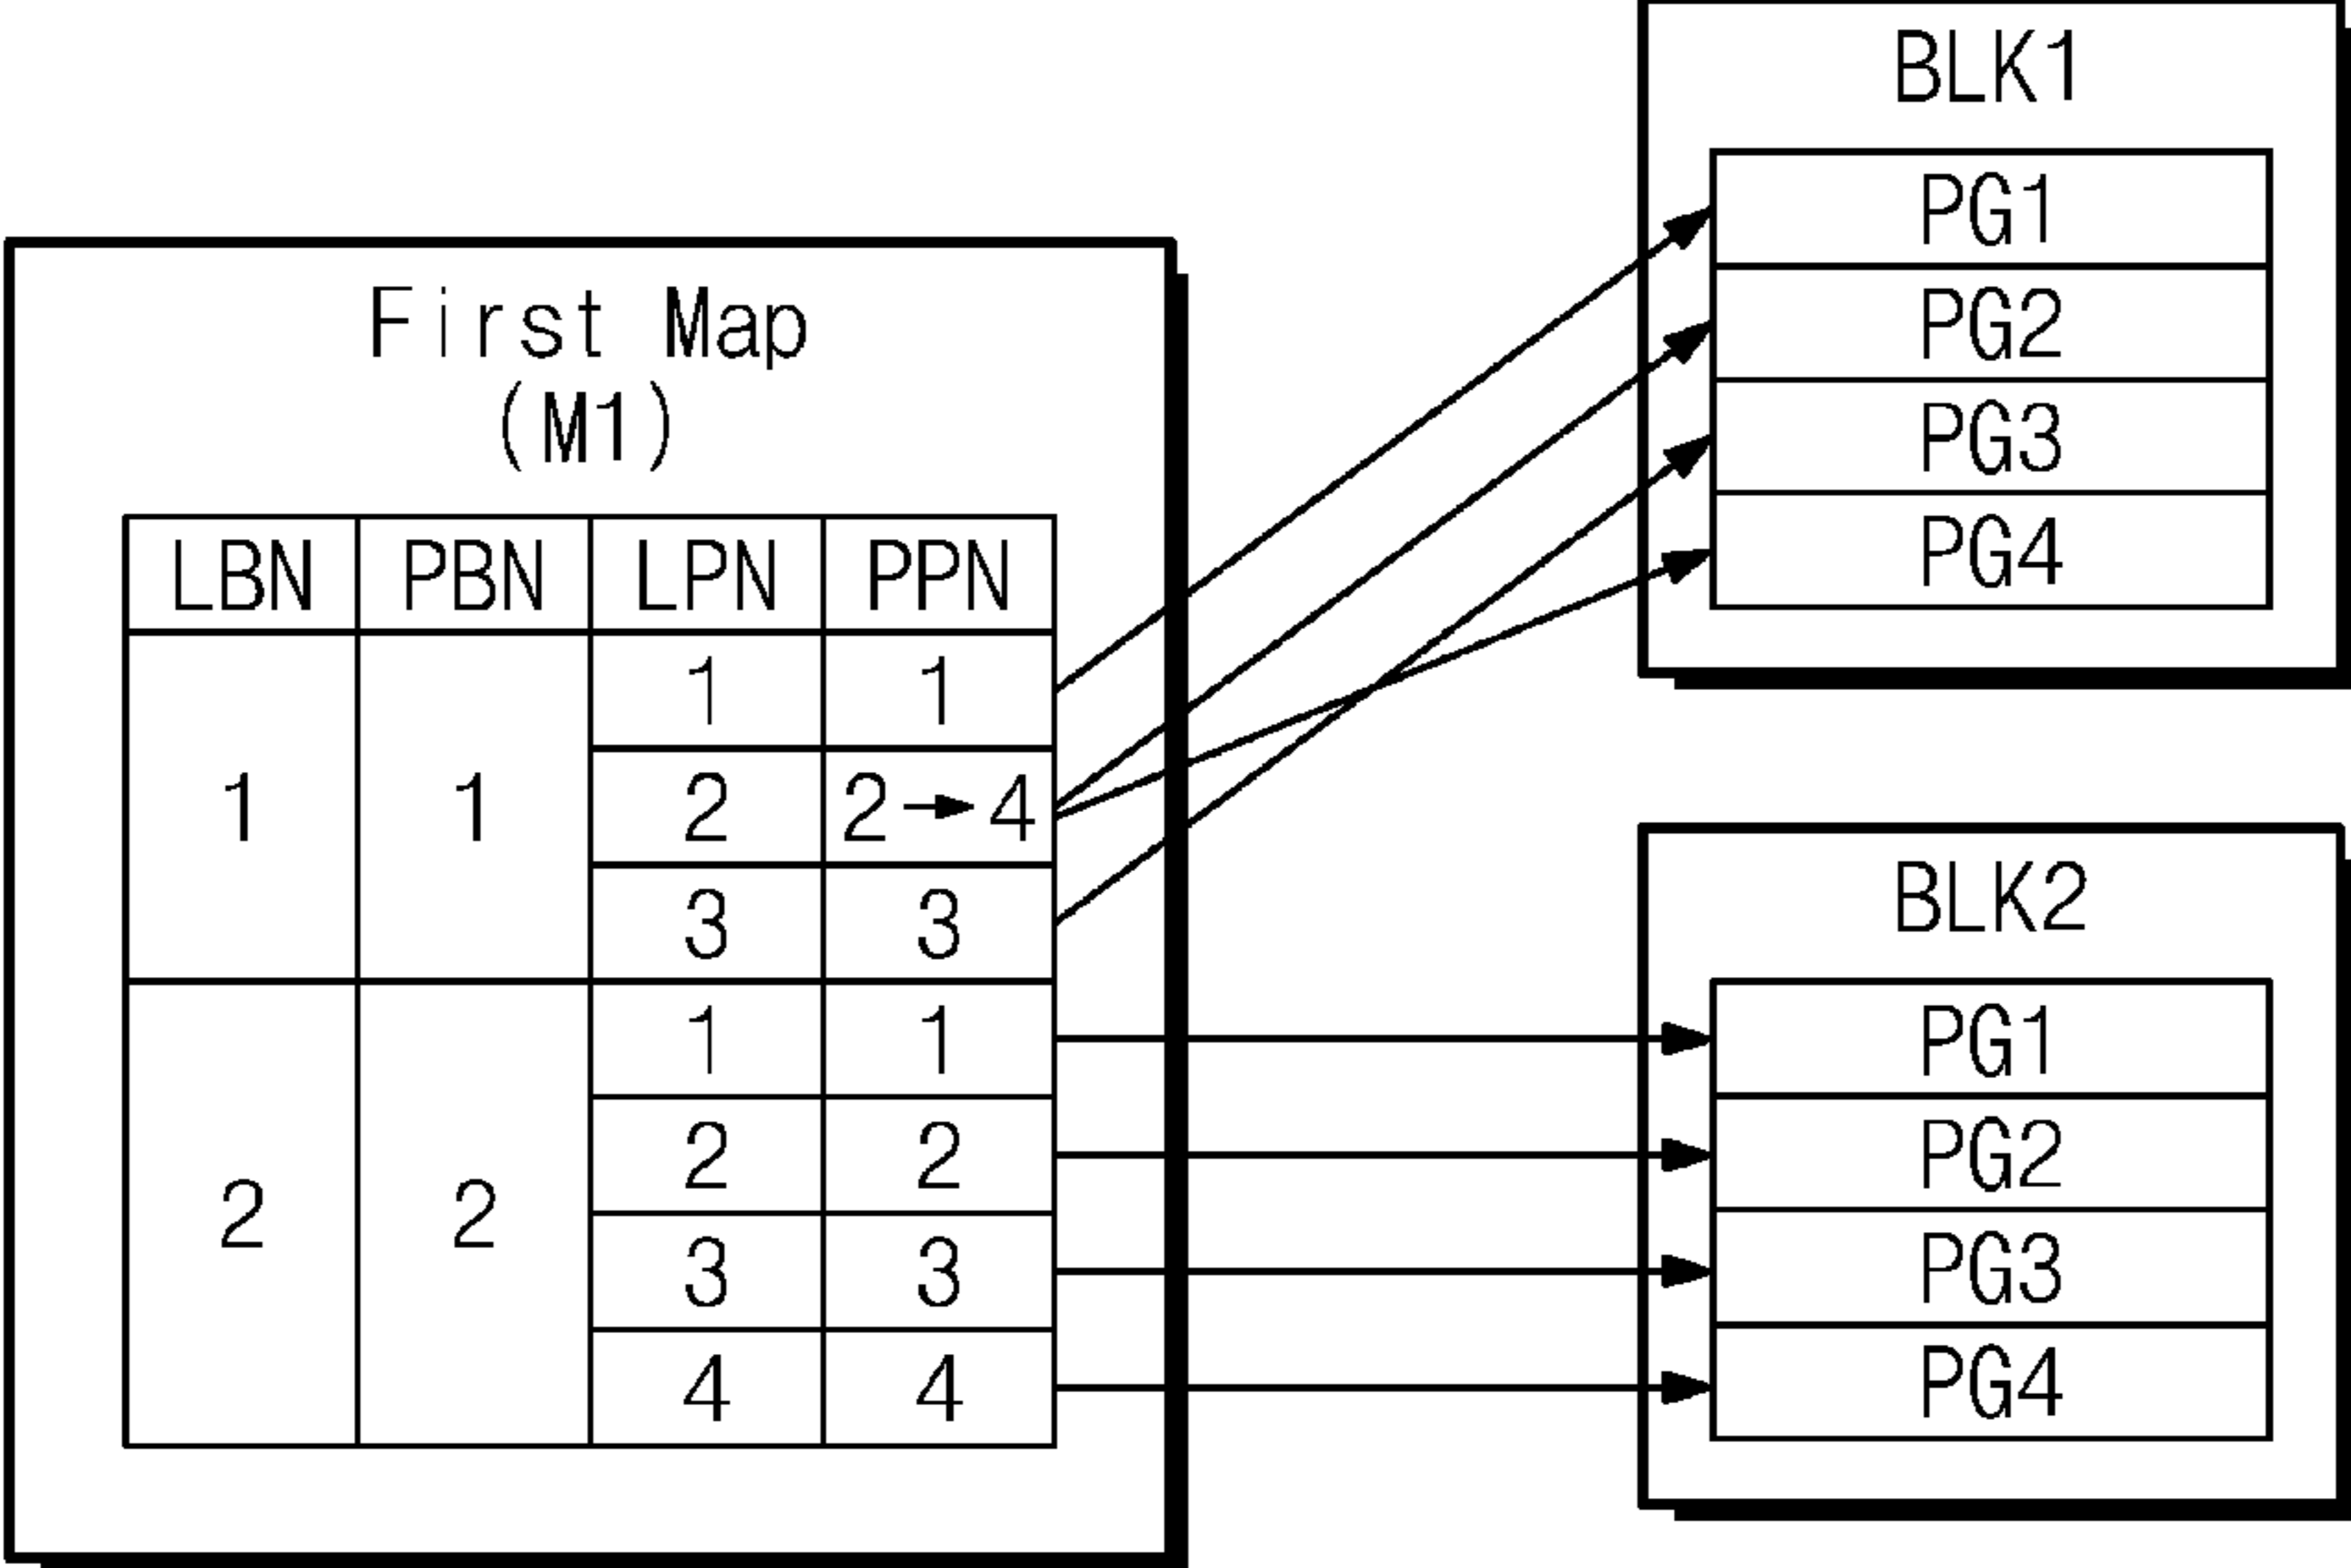 First Map
(M1)
LBN PBN LPN PPN
1 1 1 1
2 2→4
3 3
2 2 1 1
2 2
3 3
4 4
BLK1
PG1
PG2
PG3
PG4
BLK2
PG1
PG2
PG3
PG4